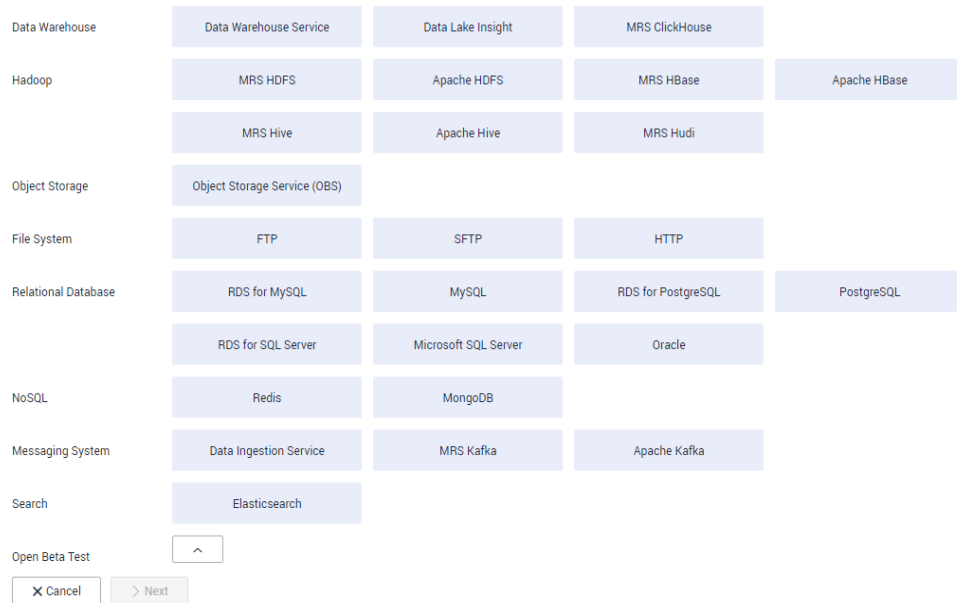 Data Warehouse Data Warehouse Service Data Lake Insight MRS ClickHouse
Hadoop MRS HDFS Apache HDFS MRS HBase Apache HBase
MRS Hive Apache Hive MRS Hudi
Object Storage Object Storage Service (OBS)
File System FTP SFTP HTTP
Relational Database RDS for MySQL MySQL RDS for PostgreSQL PostgreSQL
RDS for SQL Server Microsoft SQL Server Oracle
NoSQL Redis MongoDB
Messaging System Data Ingestion Service MRS Kafka Apache Kafka
Search Elasticsearch
Open Beta Test
Cancel Next